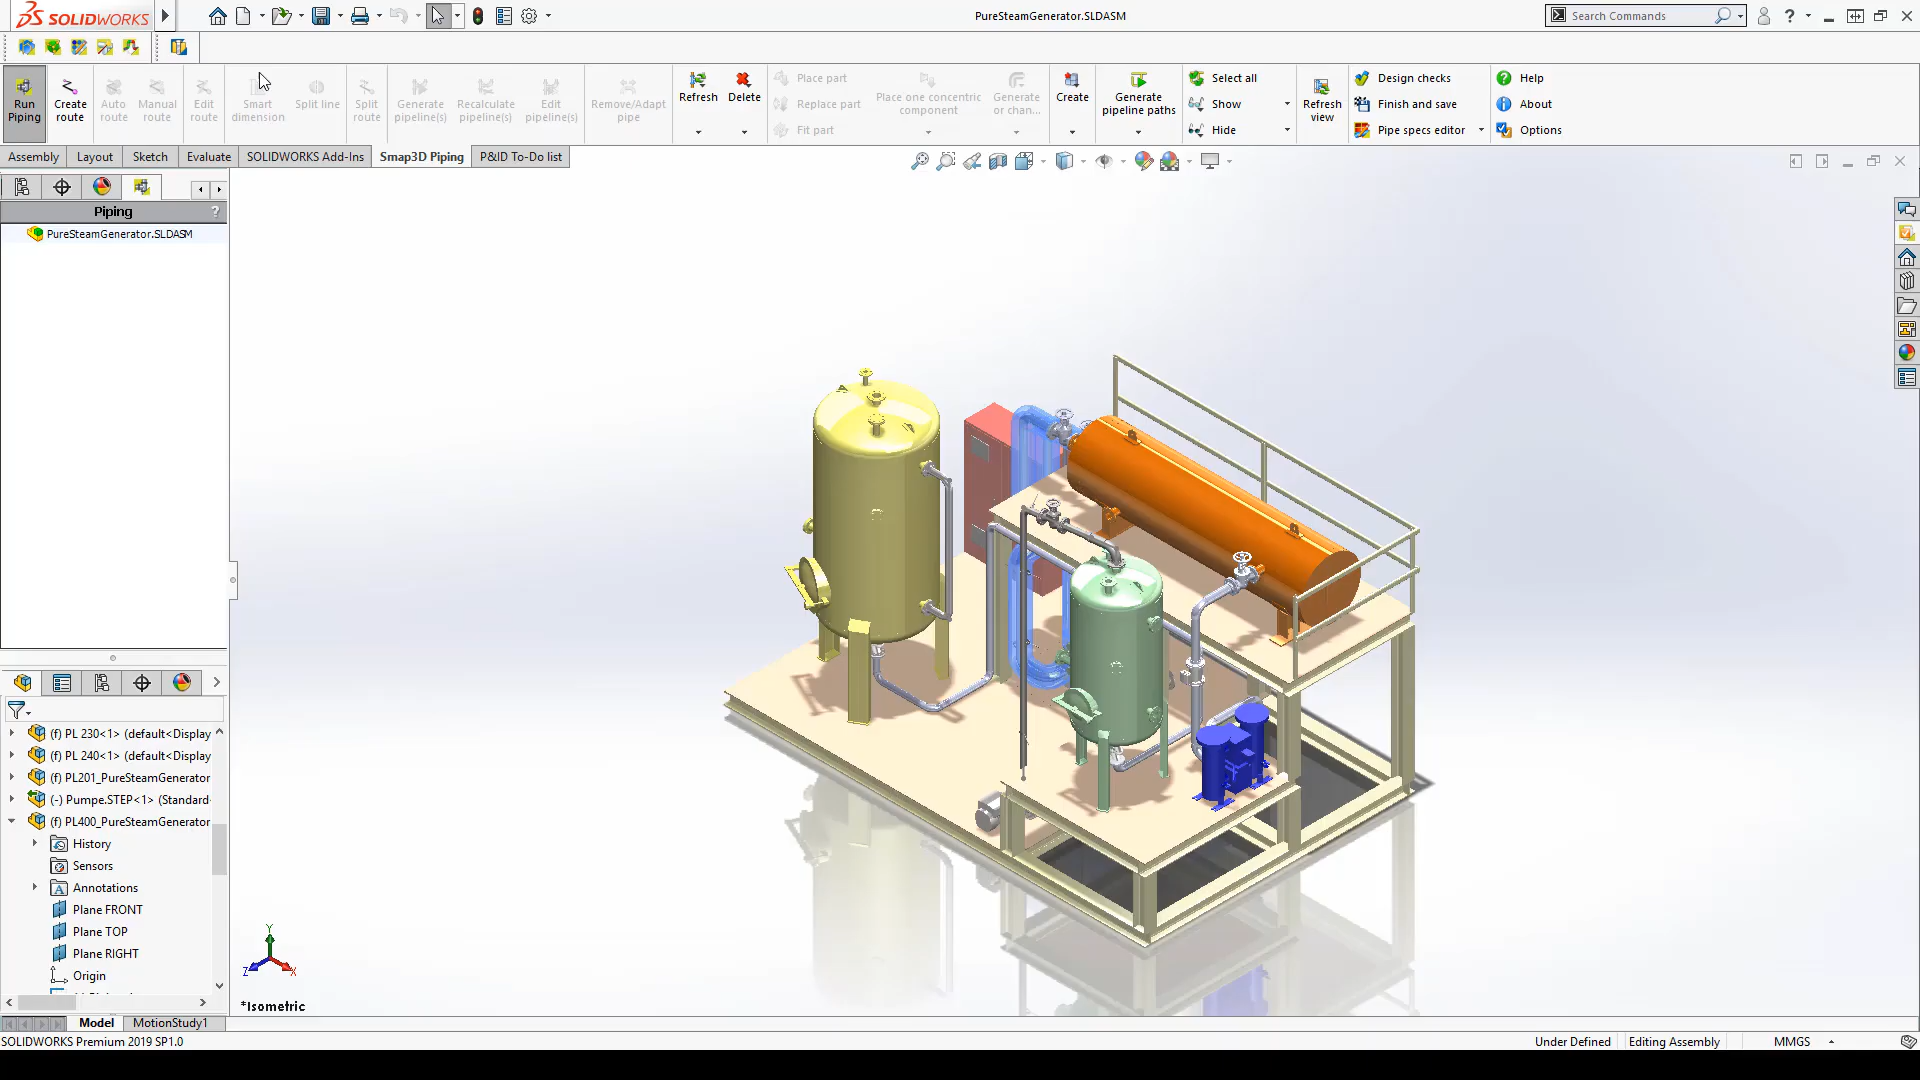 SOLIDWORKS
PureSteamGenerator.SLDASM
Search Commands
Run Piping
Create route
Auto route
Manual route
Edit route
Smart dimension
Split line
Split route
Generate pipeline(s)
Recalculate pipeline(s)
Edit pipeline(s)
Remove/Adapt pipe
Refresh
Delete
Place part
Replace part
Fit part
Place one concentric component
Generate or chan...
Create
Generate pipeline paths
Select all
Show
Hide
Refresh view
Design checks
Finish and save
Pipe specs editor
Help
About
Options
Assembly
Layout
Sketch
Evaluate
SOLIDWORKS Add-Ins
Smap3D Piping
P&ID To-Do list
Piping
PureSteamGenerator.SLDASM
(f) PL 230<1> (default<Display
(f) PL 240<1> (default<Display
(f) PL201_PureSteamGenerator
(-) Pumpe.STEP<1> (Standard
(f) PL400_PureSteamGenerator
History
Sensors
Annotations
Plane FRONT
Plane TOP
Plane RIGHT
Origin
Y
Z
X
*Isometric
Model
MotionStudy1
SOLIDWORKS Premium 2019 SP1.0
Under Defined
Editing Assembly
MMGS